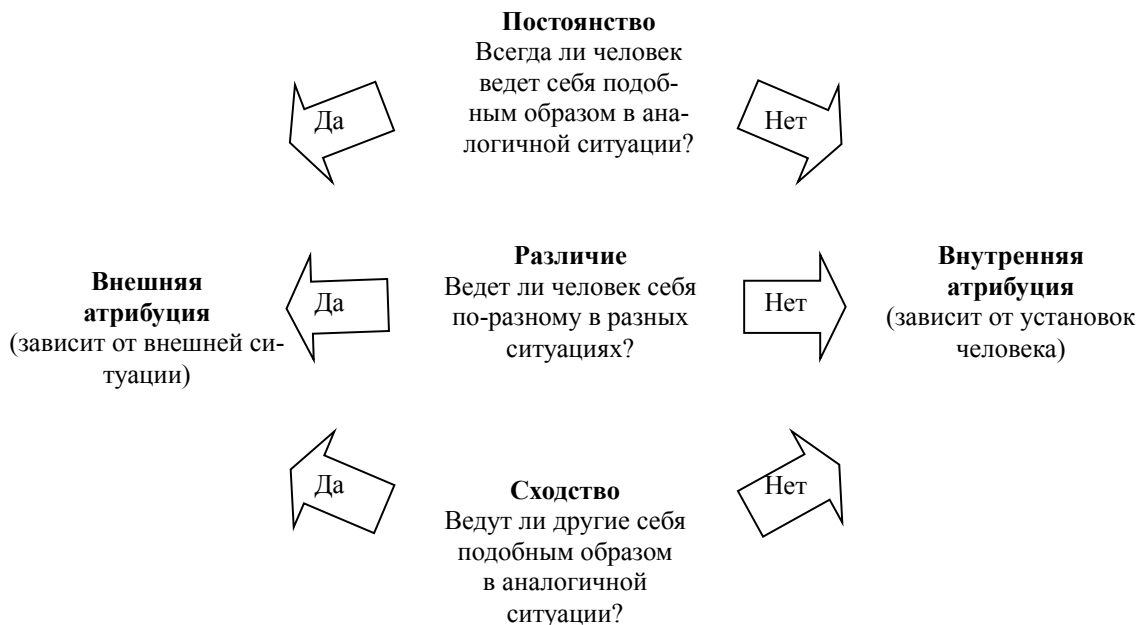 Постоянство
Всегда ли человек
ведет себя подоб-
ным образом в ана-
логичной ситуации?
Да
Нет
Внешняя
атрибуция
(зависит от внешней си-
туации)
Да
Различие
Ведет ли человек себя
по-разному в разных
ситуациях?
Нет
Внутренняя
атрибуция
(зависит от установок
человека)
Да
Сходство
Ведут ли другие себя
подобным образом
в аналогичной
ситуации?
Нет